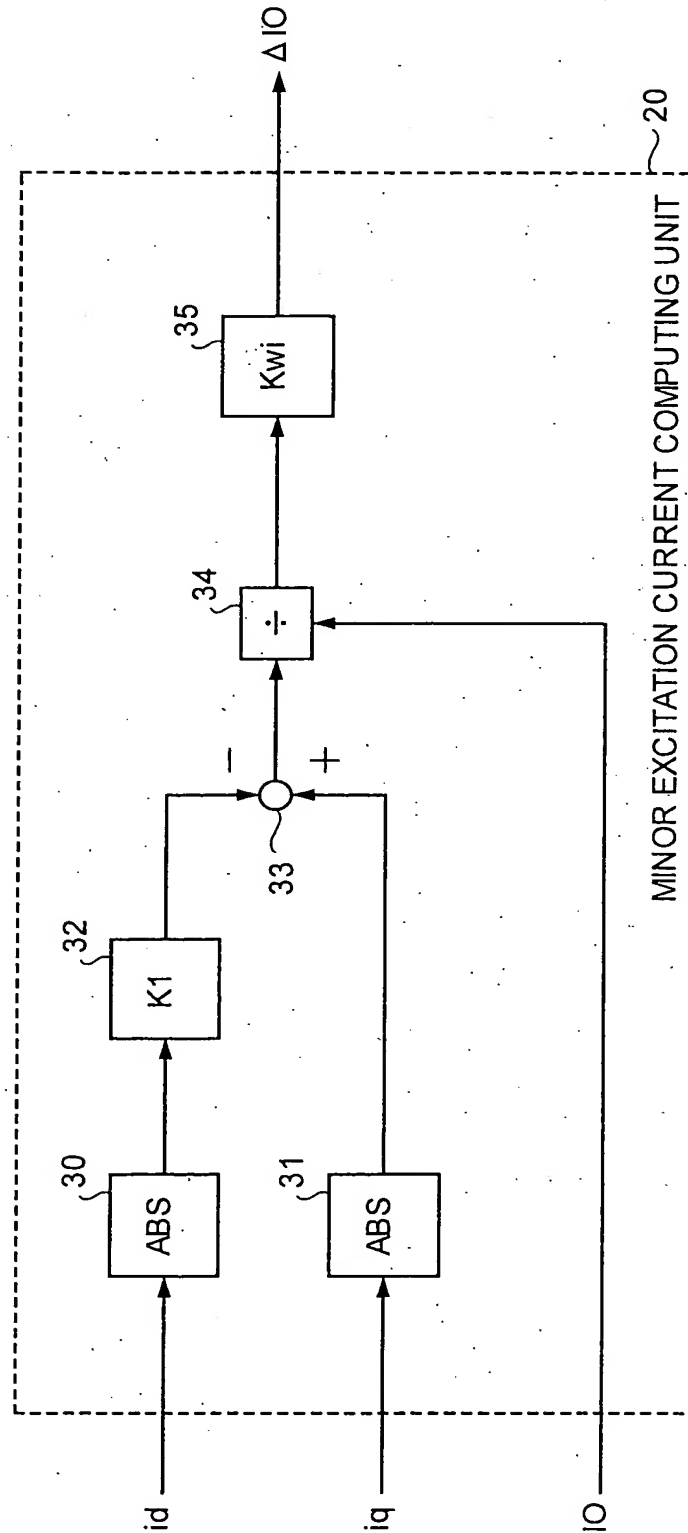 id
30
ABS
32
K1
iq
31
ABS
−
+
33
34
÷
35
Kwi
Δ IO
IO
20
MINOR EXCITATION CURRENT COMPUTING UNIT